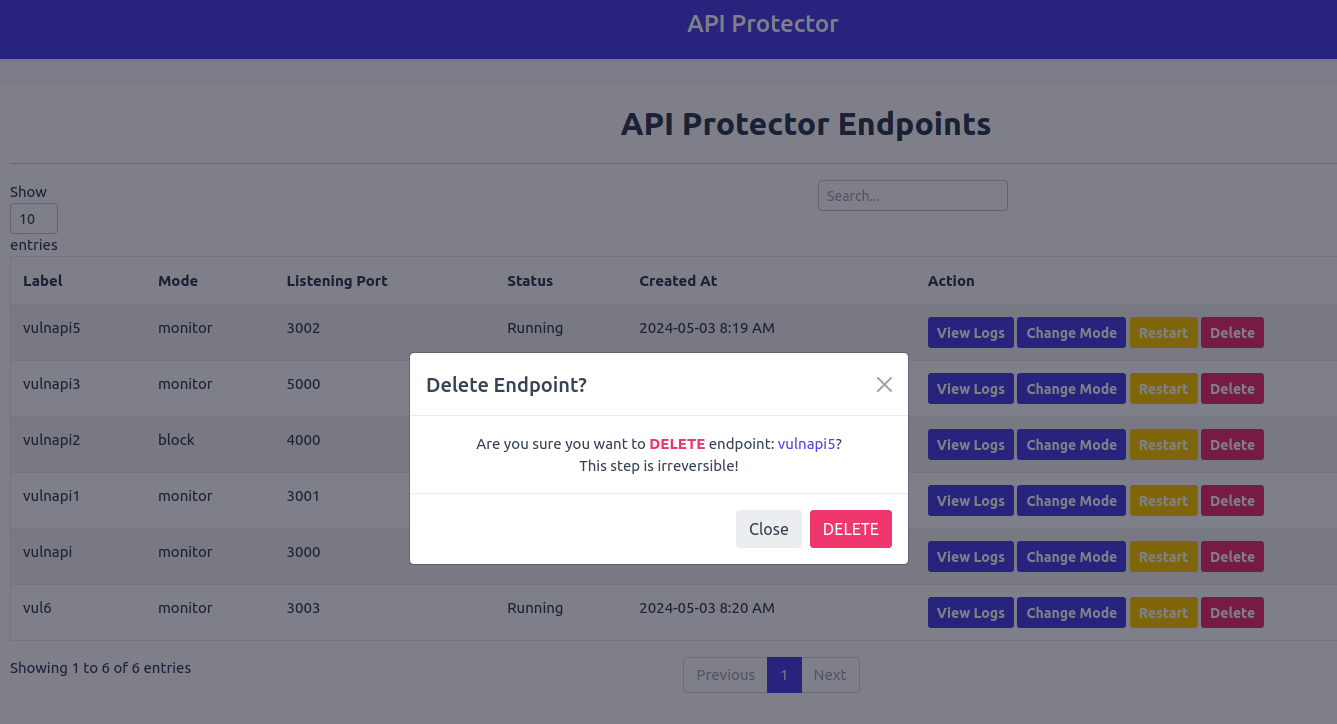 API Protector
API Protector Endpoints
Show
10
entries
Search...
Label Mode Listening Port Status Created At Action
vulnapi5 monitor 3002 Running 2024-05-03 8:19 AM View Logs Change Mode Restart Delete
vulnapi3 monitor 5000 View Logs Change Mode Restart Delete
vulnapi2 block 4000 View Logs Change Mode Restart Delete
vulnapi1 monitor 3001 View Logs Change Mode Restart Delete
vulnapi monitor 3000 View Logs Change Mode Restart Delete
vul6 monitor 3003 Running 2024-05-03 8:20 AM View Logs Change Mode Restart Delete
Showing 1 to 6 of 6 entries
Previous 1 Next
Delete Endpoint?
Are you sure you want to DELETE endpoint: vulnapi5?
This step is irreversible!
Close DELETE